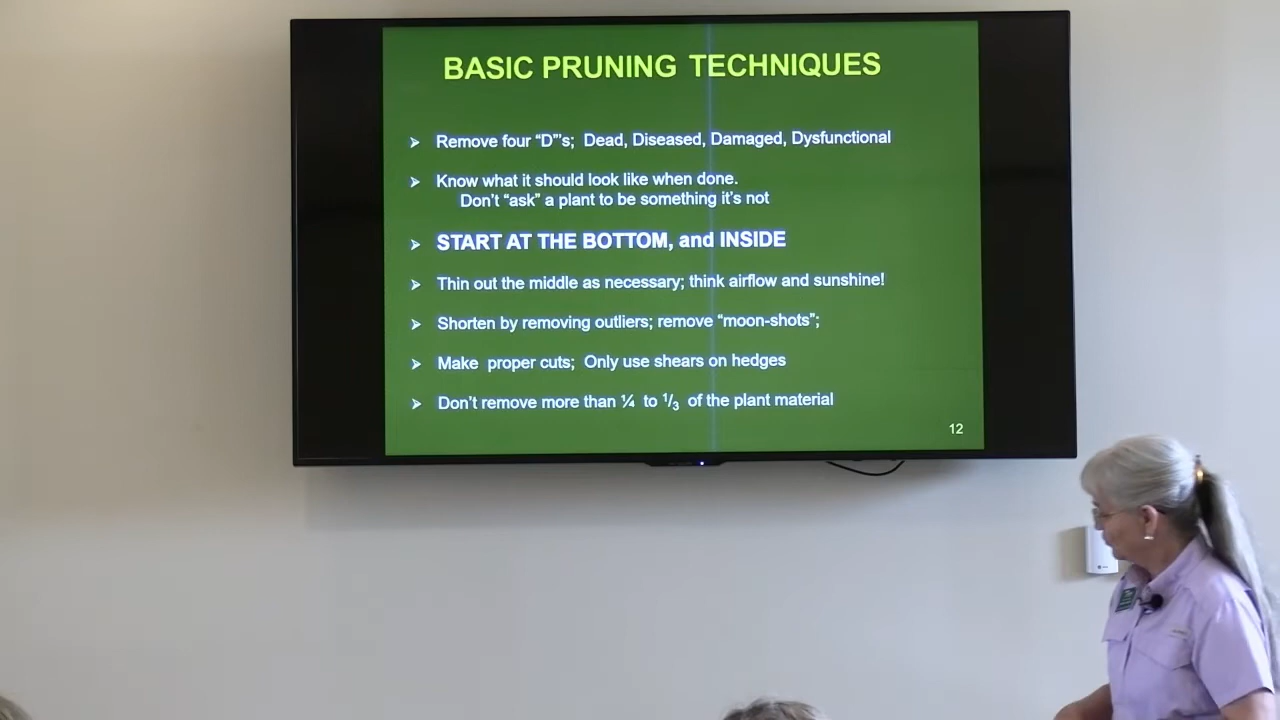 BASIC PRUNING TECHNIQUES
➢ Remove four “D”’s; Dead, Diseased, Damaged, Dysfunctional
➢ Know what it should look like when done.
Don’t “ask” a plant to be something it’s not
➢ START AT THE BOTTOM, and INSIDE
➢ Thin out the middle as necessary; think airflow and sunshine!
➢ Shorten by removing outliers; remove “moon-shots”;
➢ Make proper cuts; Only use shears on hedges
➢ Don’t remove more than ¼ to 1/3 of the plant material
12